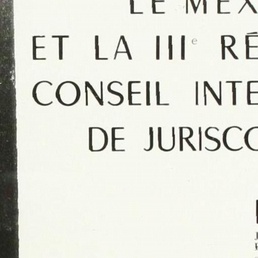 LE MEX
ET LA IIIe RÉ
CONSEIL INTE
DE JURISCO